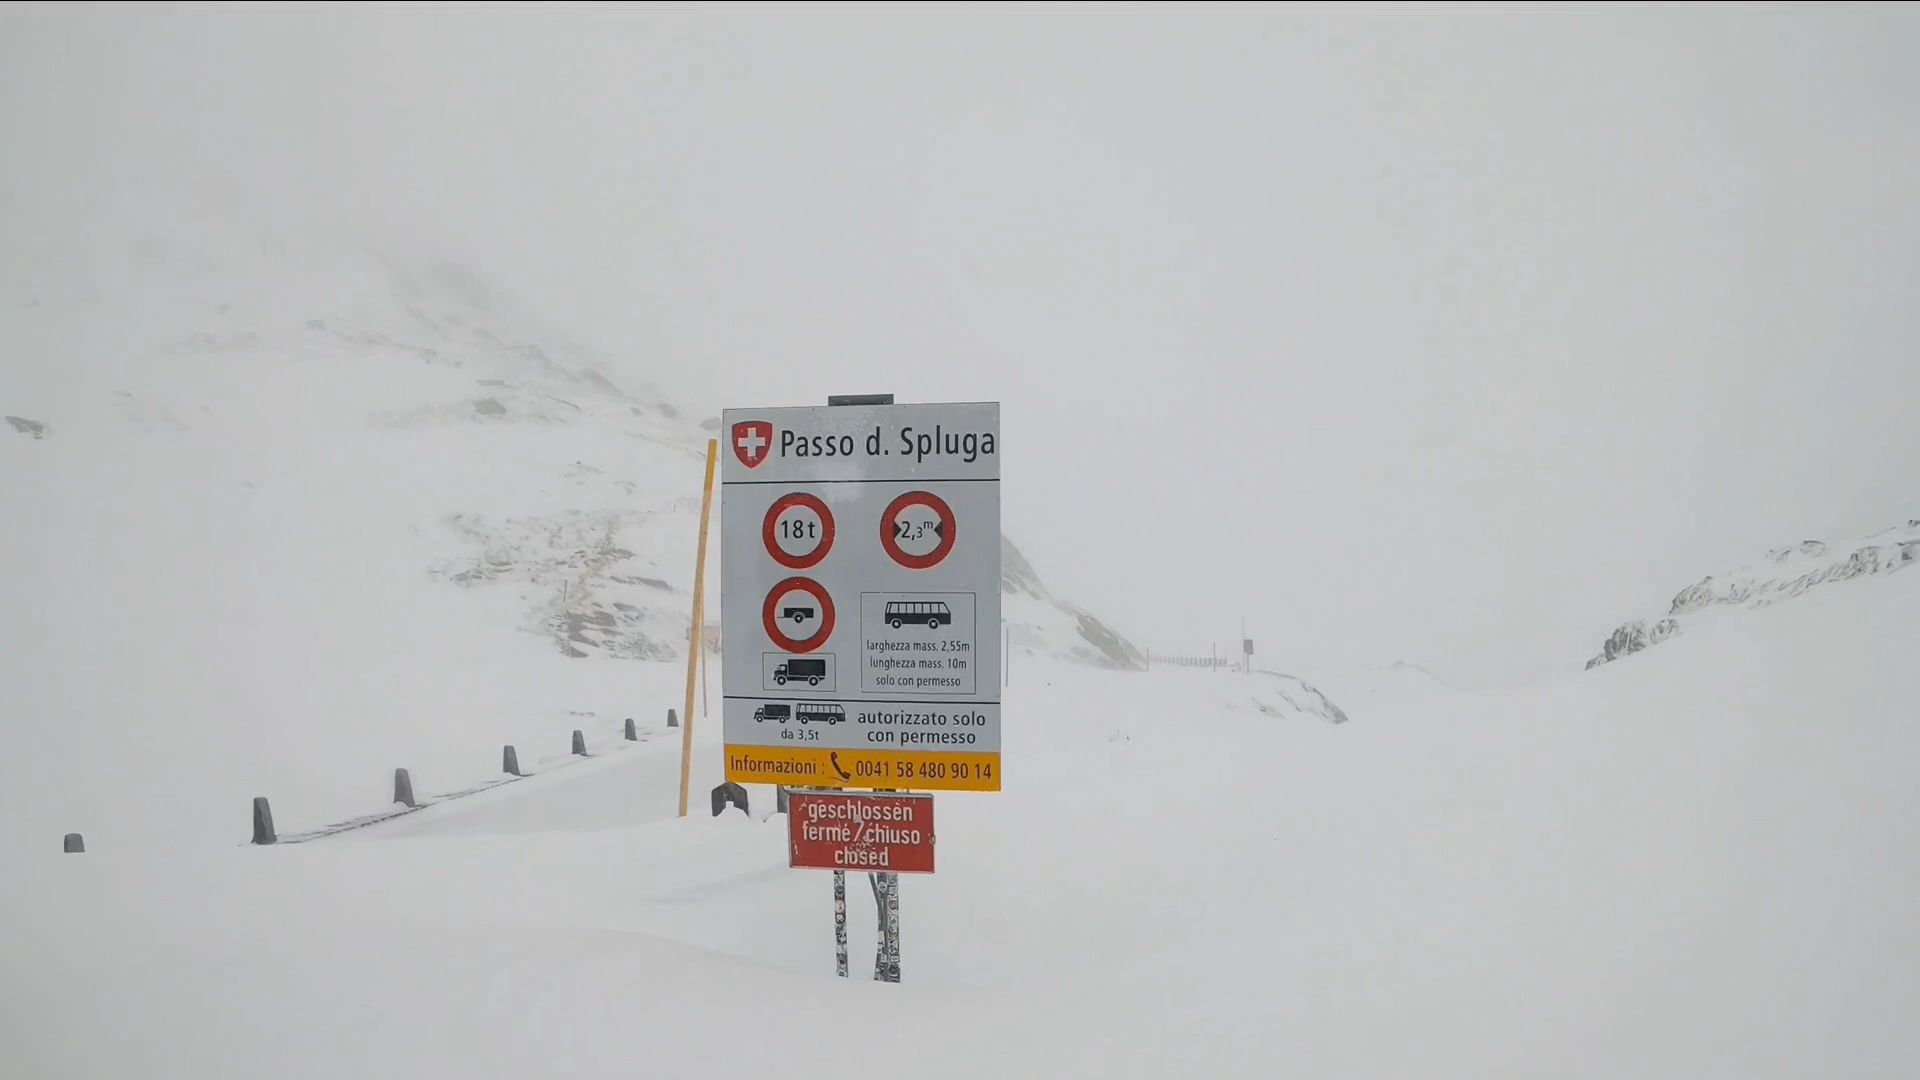 Passo d. Spluga
18t
2,3m
larghezza mass. 2,55m
lunghezza mass. 10m
solo con permesso
da 3,5t
autorizzato solo
con permesso
Informazioni : 0041 58 480 90 14
geschlossen
fermé/chiuso
closed